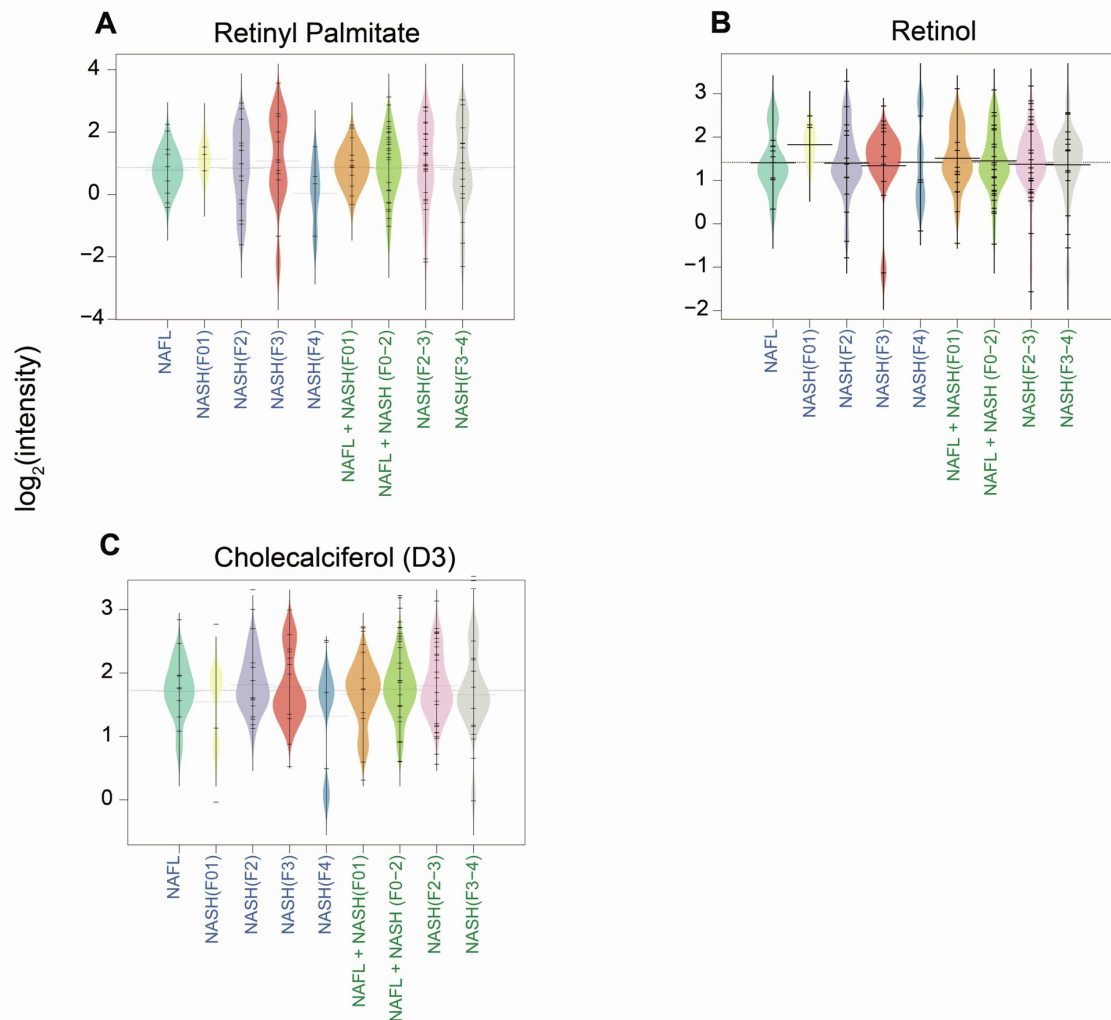 A
Retinyl Palmitate
4
2
0
−2
−4
NAFL
NASH(F01)
NASH(F2)
NASH(F3)
NASH(F4)
NAFL + NASH(F01)
NAFL + NASH (F0−2)
NASH(F2−3)
NASH(F3−4)
B
Retinol
3
2
1
0
−1
−2
NAFL
NASH(F01)
NASH(F2)
NASH(F3)
NASH(F4)
NAFL + NASH(F01)
NAFL + NASH (F0−2)
NASH(F2−3)
NASH(F3−4)
log₂(intensity)
C
Cholecalciferol (D3)
3
2
1
0
NAFL
NASH(F01)
NASH(F2)
NASH(F3)
NASH(F4)
NAFL + NASH(F01)
NAFL + NASH (F0−2)
NASH(F2−3)
NASH(F3−4)